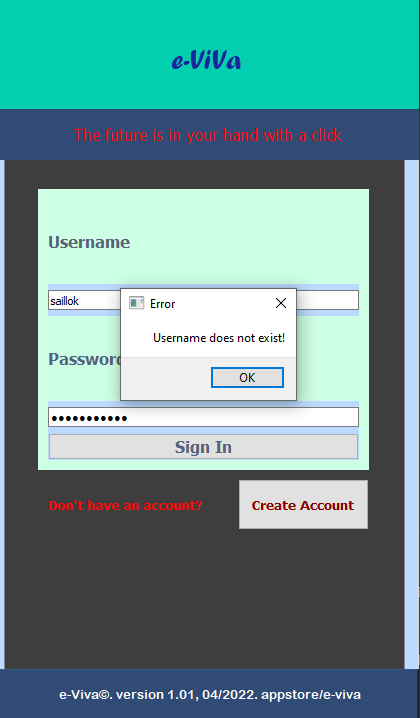 e-ViVa
The future is in your hand with a click
Username
saillok
Error
Username does not exist!
OK
Password
●●●●●●●●●●●
Sign In
Don't have an account?
Create Account
e-Viva©. version 1.01, 04/2022. appstore/e-viva